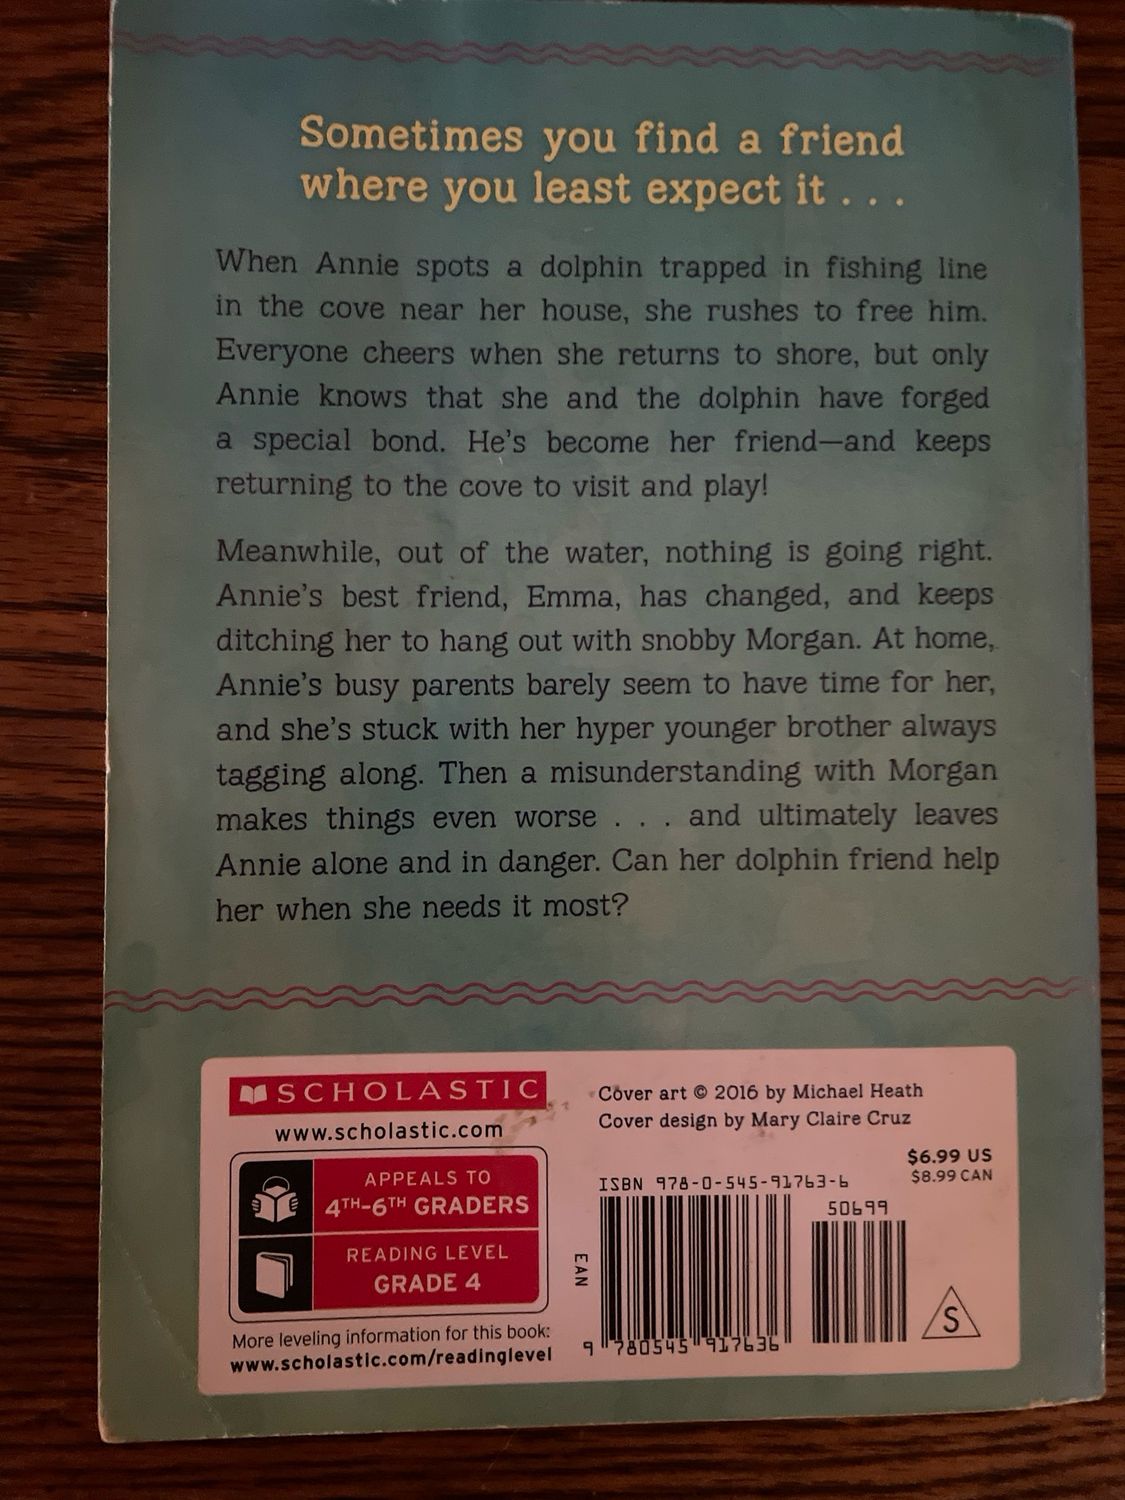 Sometimes you find a friend
where you least expect it . . .
When Annie spots a dolphin trapped in fishing line
in the cove near her house, she rushes to free him.
Everyone cheers when she returns to shore, but only
Annie knows that she and the dolphin have forged
a special bond. He's become her friend—and keeps
returning to the cove to visit and play!
Meanwhile, out of the water, nothing is going right.
Annie's best friend, Emma, has changed, and keeps
ditching her to hang out with snobby Morgan. At home,
Annie's busy parents barely seem to have time for her,
and she's stuck with her hyper younger brother always
tagging along. Then a misunderstanding with Morgan
makes things even worse . . . and ultimately leaves
Annie alone and in danger. Can her dolphin friend help
her when she needs it most?
SCHOLASTIC
www.scholastic.com
APPEALS TO
4TH–6TH GRADERS
READING LEVEL
GRADE 4
More leveling information for this book:
www.scholastic.com/readinglevel
Cover art © 2016 by Michael Heath
Cover design by Mary Claire Cruz
$6.99 US
$8.99 CAN
ISBN 978-0-545-91763-6
50699
EAN
9 780545 917636
S